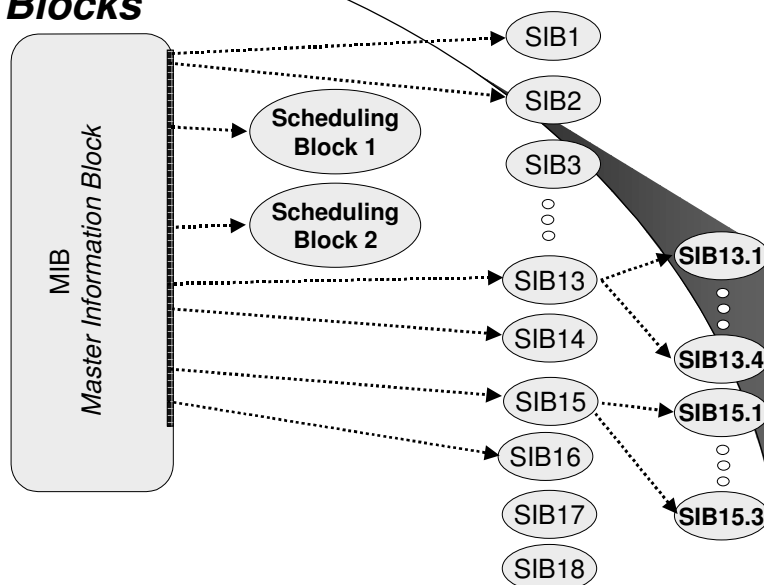 Blocks
MIB
Master Information Block
Scheduling
Block 1
Scheduling
Block 2
SIB1
SIB2
SIB3
SIB13
SIB14
SIB15
SIB16
SIB17
SIB18
SIB13.1
SIB13.4
SIB15.1
SIB15.3